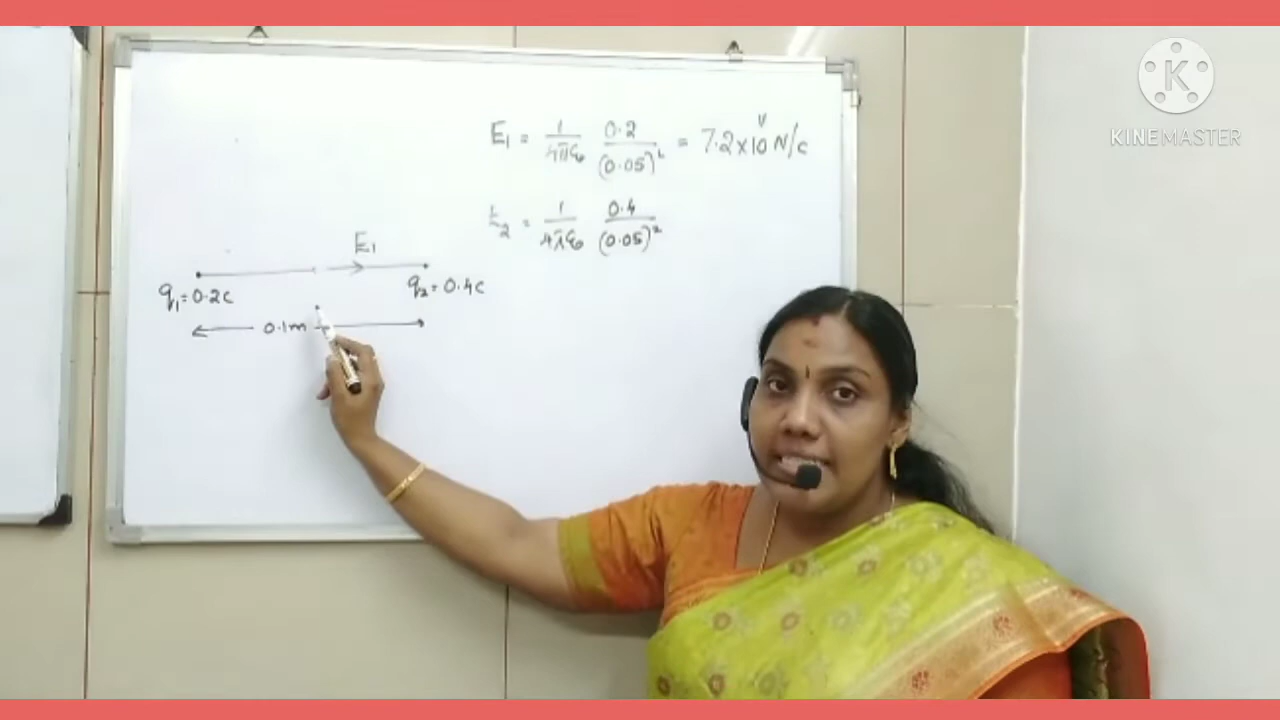 E₁ = 1/4πε₀ 0.2/(0.05)² = 7.2×10 N/C
E₂ = 1/4πε₀ 0.4/(0.05)²
E₁
q₁=0.2C q₂=0.4C
0.1m
K
KINEMASTER